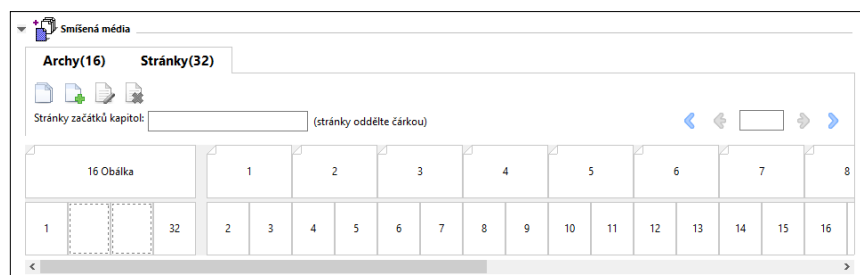 Smíšená média
Archy(16) Stránky(32)
Stránky začátků kapitol: (stránky oddělte čárkou)
16 Obálka 1 2 3 4 5 6 7 8
1 32 2 3 4 5 6 7 8 9 10 11 12 13 14 15 16